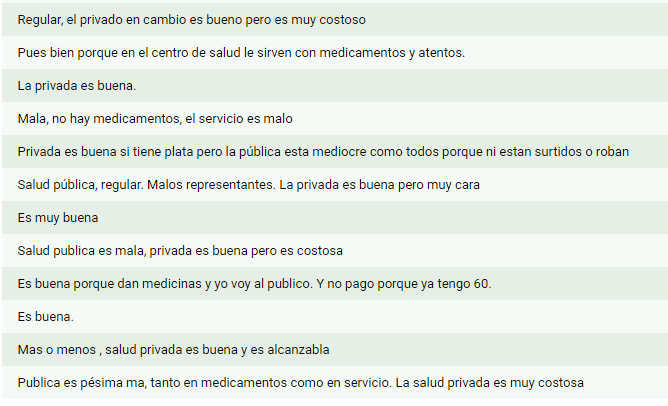 Regular, el privado en cambio es bueno pero es muy costoso
Pues bien porque en el centro de salud le sirven con medicamentos y atentos.
La privada es buena.
Mala, no hay medicamentos, el servicio es malo
Privada es buena si tiene plata pero la pública esta mediocre como todos porque ni estan surtidos o roban
Salud pública, regular. Malos representantes. La privada es buena pero muy cara
Es muy buena
Salud publica es mala, privada es buena pero es costosa
Es buena porque dan medicinas y yo voy al publico. Y no pago porque ya tengo 60.
Es buena.
Mas o menos , salud privada es buena y es alcanzabla
Publica es pésima ma, tanto en medicamentos como en servicio. La salud privada es muy costosa